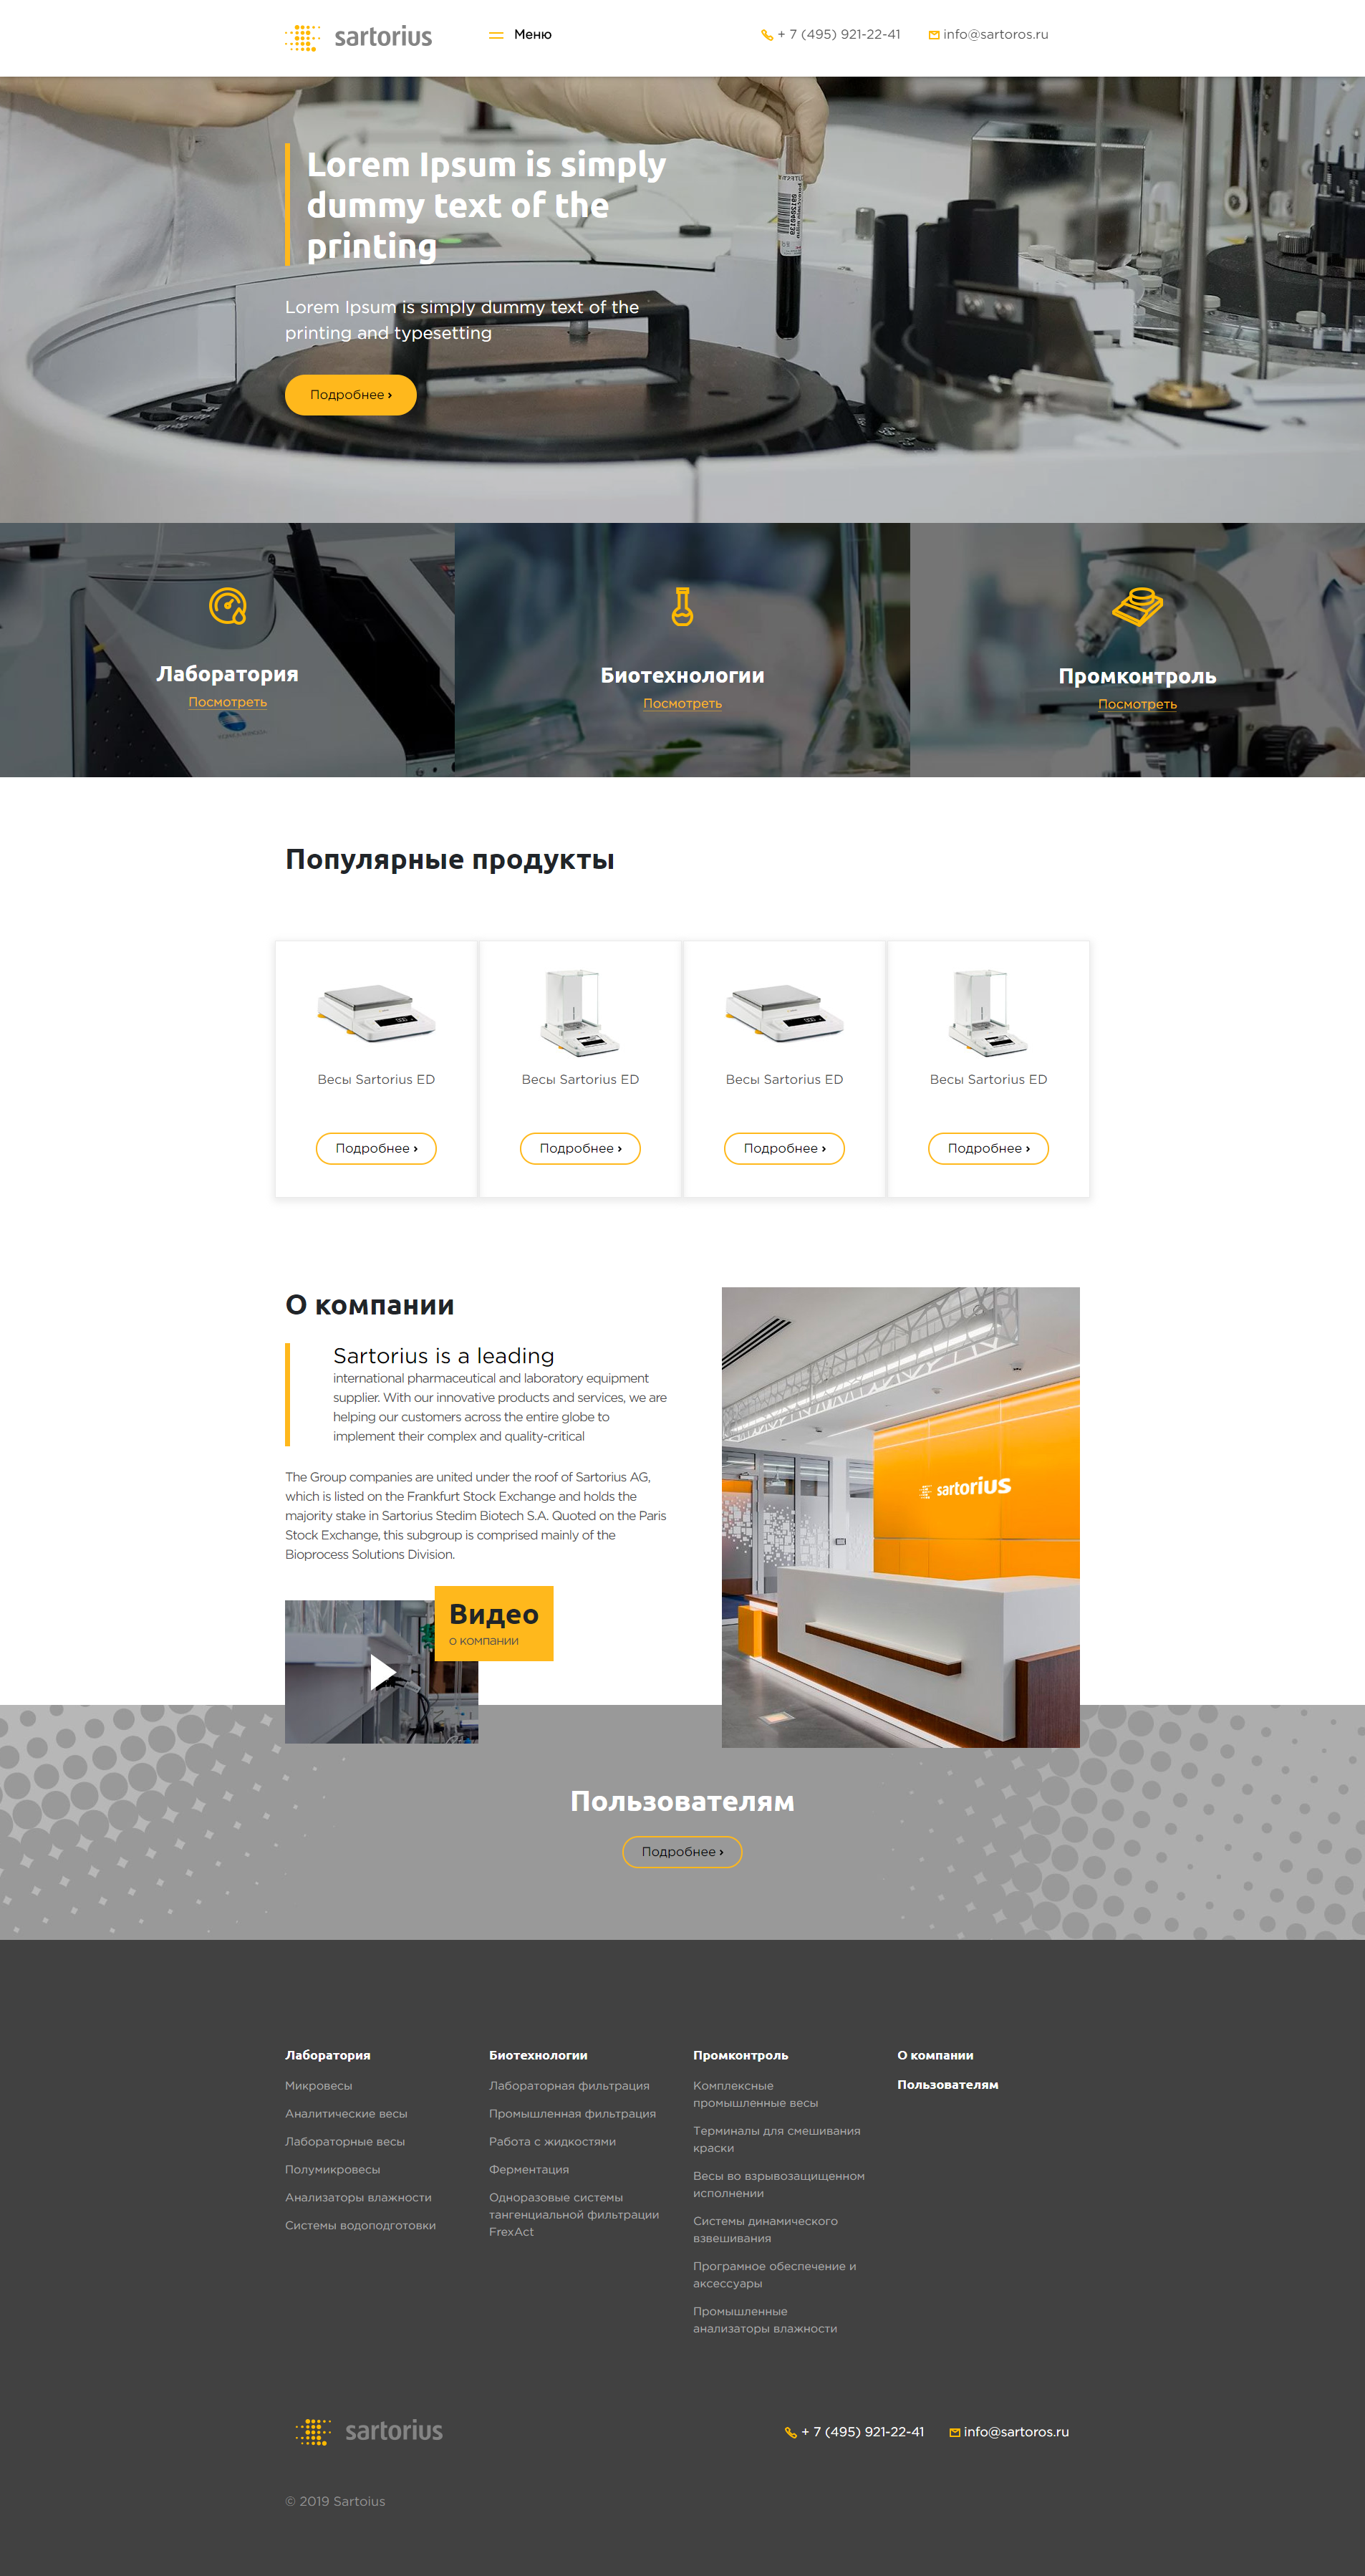 sartorius
Меню
+ 7 (495) 921-22-41
info@sartoros.ru
Lorem Ipsum is simply
dummy text of the
printing
Lorem Ipsum is simply dummy text of the
printing and typesetting
Подробнее ›
Лаборатория
Посмотреть
Биотехнологии
Посмотреть
Промконтроль
Посмотреть
Популярные продукты
Весы Sartorius ED
Подробнее ›
Весы Sartorius ED
Подробнее ›
Весы Sartorius ED
Подробнее ›
Весы Sartorius ED
Подробнее ›
О компании
Sartorius is a leading
international pharmaceutical and laboratory equipment
supplier. With our innovative products and services, we are
helping our customers across the entire globe to
implement their complex and quality-critical
The Group companies are united under the roof of Sartorius AG,
which is listed on the Frankfurt Stock Exchange and holds the
majority stake in Sartorius Stedim Biotech S.A. Quoted on the Paris
Stock Exchange, this subgroup is comprised mainly of the
Bioprocess Solutions Division.
Видео
о компании
sartorius
Пользователям
Подробнее ›
Лаборатория
Микровесы
Аналитические весы
Лабораторные весы
Полумикровесы
Анализаторы влажности
Системы водоподготовки
Биотехнологии
Лабораторная фильтрация
Промышленная фильтрация
Работа с жидкостями
Ферментация
Одноразовые системы
тангенциальной фильтрации
FrexAct
Промконтроль
Комплексные
промышленные весы
Терминалы для смешивания
краски
Весы во взрывозащищенном
исполнении
Системы динамического
взвешивания
Програмное обеспечение и
аксессуары
Промышленные
анализаторы влажности
О компании
Пользователям
sartorius
+ 7 (495) 921-22-41
info@sartoros.ru
© 2019 Sartoius